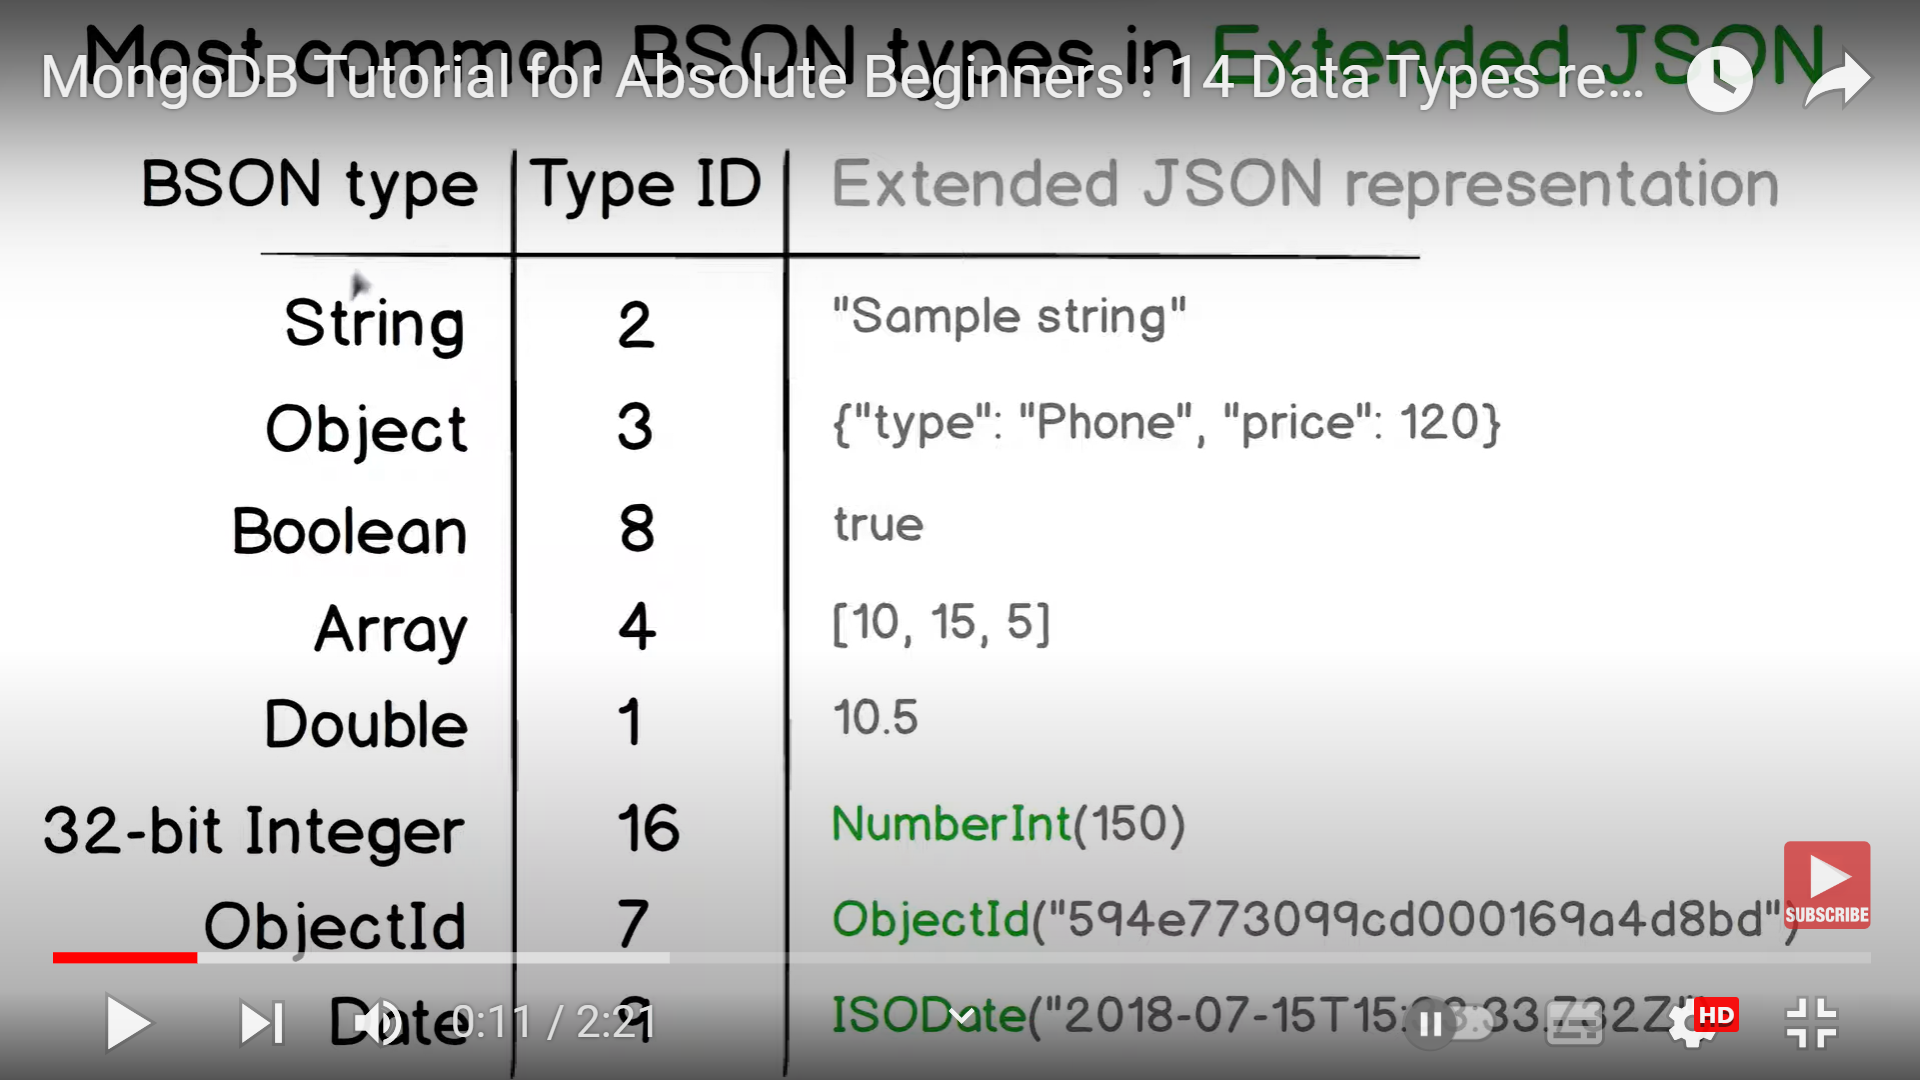 Most common BSON types in Extended JSON
MongoDB Tutorial for Absolute Beginners : 14 Data Types re...
BSON type Type ID Extended JSON representation
String 2 "Sample string"
Object 3 {"type": "Phone", "price": 120}
Boolean 8 true
Array 4 [10, 15, 5]
Double 1 10.5
32-bit Integer 16 NumberInt(150)
ObjectId 7 ObjectId("594e773099cd000169a4d8bd")
SUBSCRIBE
Date 9 ISODate("2018-07-15T15:
33.732Z")
0:11 / 2:21
HD